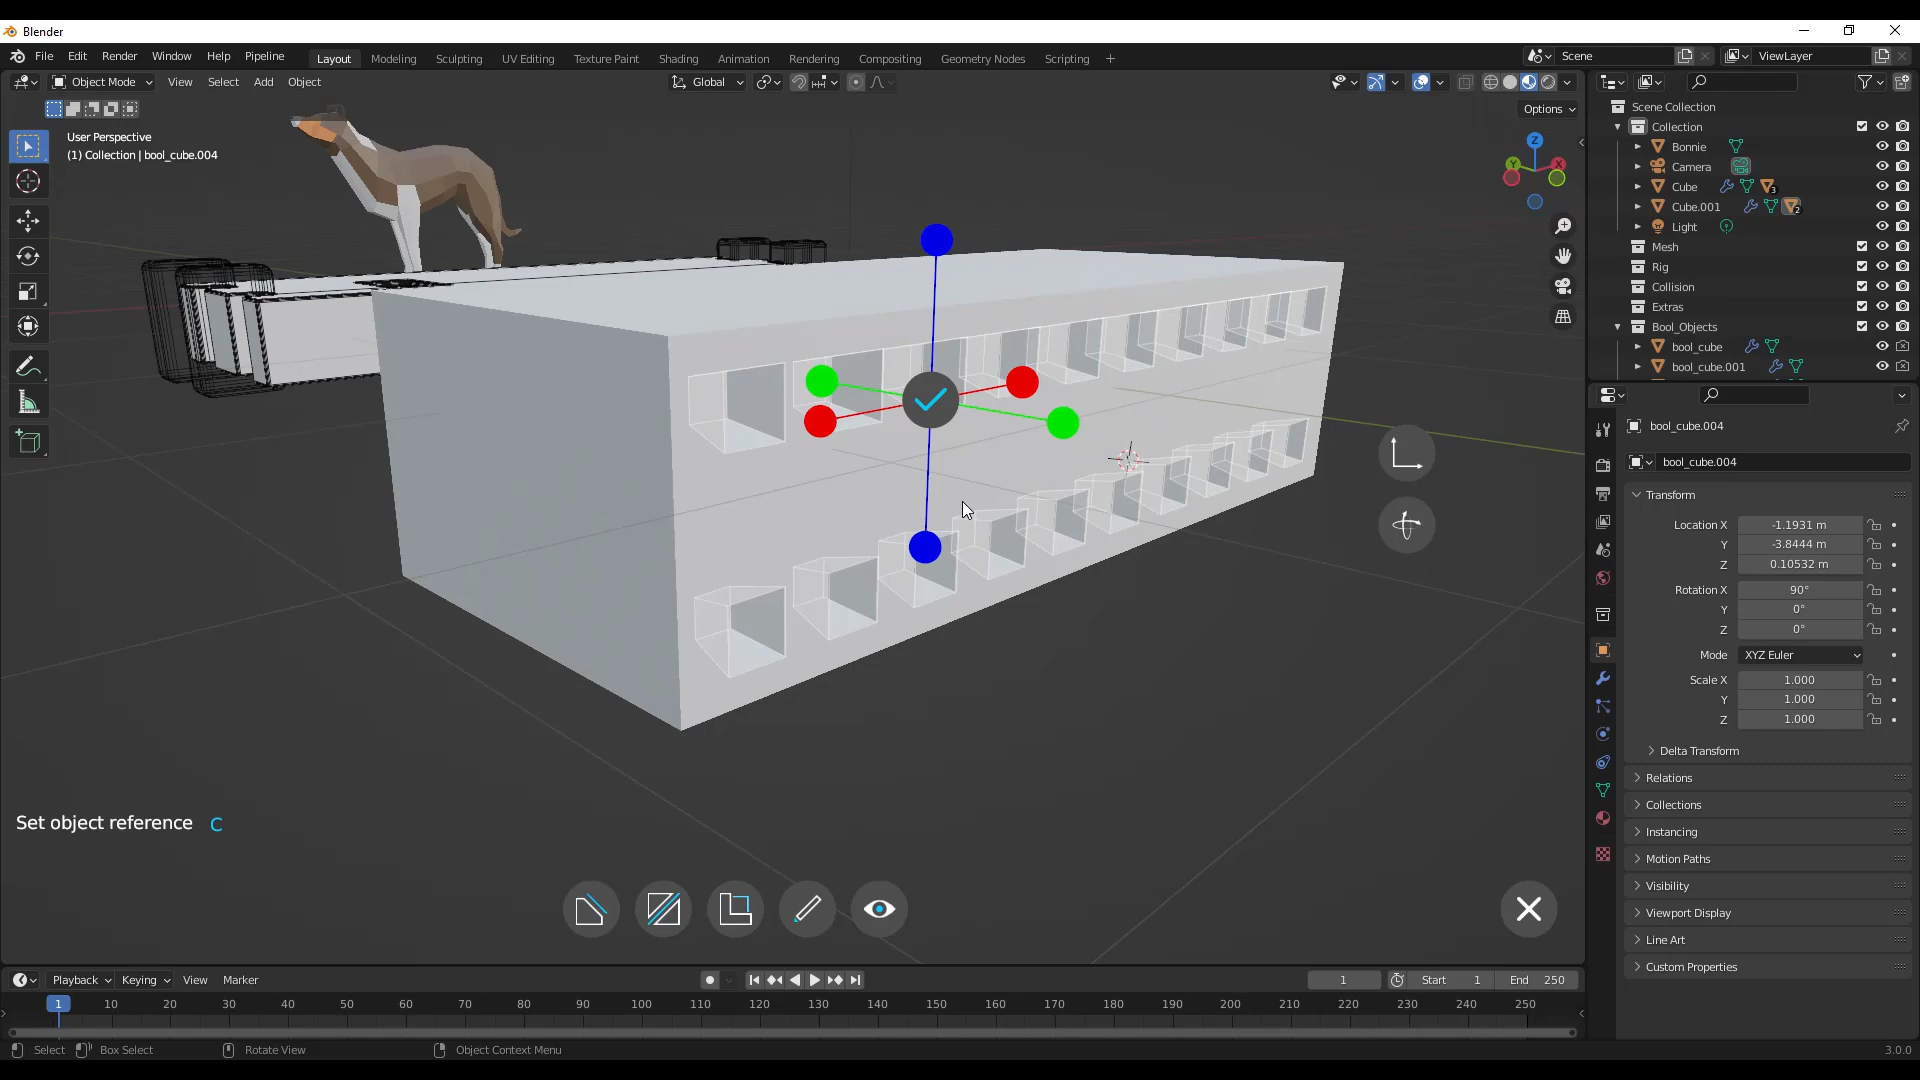 Blender
File Edit Render Window Help Pipeline
Layout Modeling Sculpting UV Editing Texture Paint Shading Animation Rendering Compositing Geometry Nodes Scripting +
Scene
ViewLayer
Object Mode View Select Add Object
Global
Options
User Perspective
(1) Collection | bool_cube.004
Z
Y
X
Scene Collection
Collection
Bonnie
Camera
Cube
3
Cube.001
2
Light
Mesh
Rig
Collision
Extras
Bool_Objects
bool_cube
bool_cube.001
bool_cube.004
bool_cube.004
Transform
Location X -1.1931 m
Y -3.8444 m
Z 0.10532 m
Rotation X 90°
Y 0°
Z 0°
Mode XYZ Euler
Scale X 1.000
Y 1.000
Z 1.000
Delta Transform
Relations
Collections
Instancing
Motion Paths
Visibility
Viewport Display
Line Art
Custom Properties
Set object reference C
Playback Keying View Marker
1
Start 1
End 250
1 10 20 30 40 50 60 70 80 90 100 110 120 130 140 150 160 170 180 190 200 210 220 230 240 250
Select Box Select Rotate View Object Context Menu
3.0.0